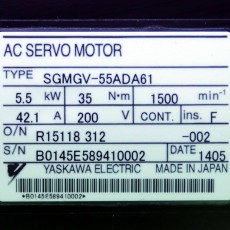 AC SERVO MOTOR
TYPE SGMGV-55ADA61
5.5 kW 35 N·m 1500 min⁻¹
42.1 A 200 V CONT. ins. F
O/N R15118 312 -002
S/N B0145E589410002 DATE 1405
YASKAWA ELECTRIC MADE IN JAPAN
*B0145E589410002*